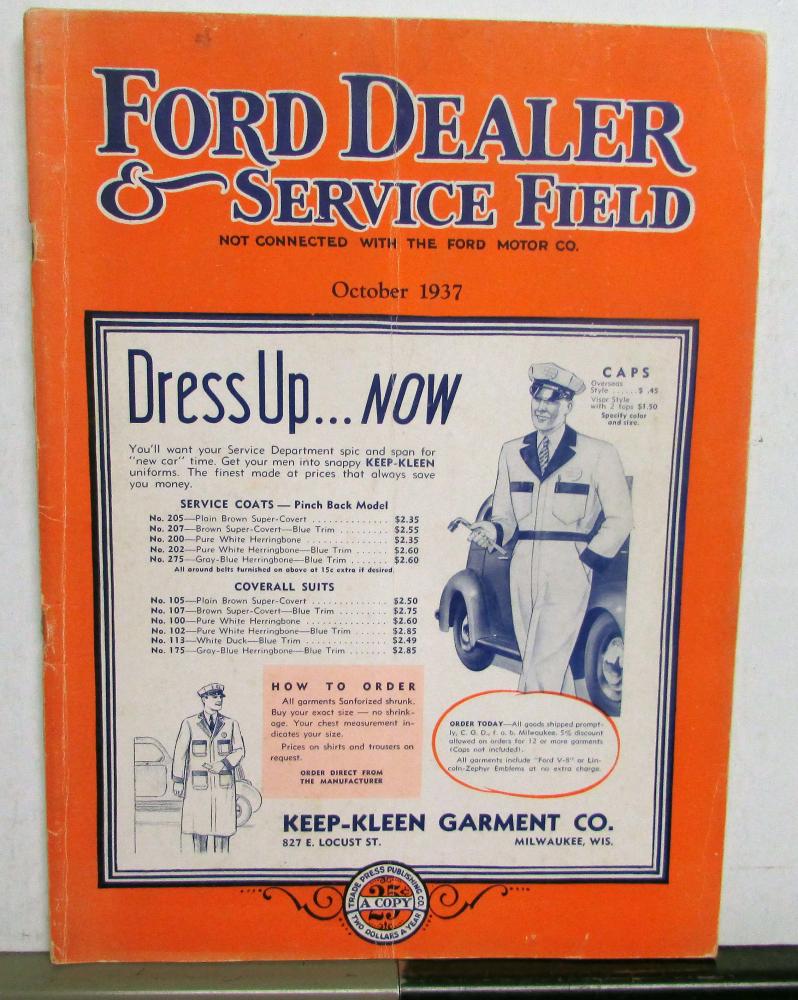 FORD DEALER
& SERVICE FIELD
NOT CONNECTED WITH THE FORD MOTOR CO.
October 1937
Dress Up... NOW
CAPS
Overseas
Style ......$ .45
Visor Style
with 2 tops $1.50
Specify color
and size.
You'll want your Service Department spic and span for
"new car" time. Get your men into snappy KEEP-KLEEN
uniforms. The finest made at prices that always save
you money.
SERVICE COATS — Pinch Back Model
No. 205—Plain Brown Super-Covert ............. $2.35
No. 207—Brown Super-Covert—Blue Trim ........ $2.55
No. 200—Pure White Herringbone .............. $2.35
No. 202—Pure White Herringbone—Blue Trim ...... $2.60
No. 275—Gray-Blue Herringbone—Blue Trim ....... $2.60
All around belts furnished on above at 15c extra if desired.
COVERALL SUITS
No. 105—Plain Brown Super-Covert ............. $2.50
No. 107—Brown Super-Covert—Blue Trim ........ $2.75
No. 100—Pure White Herringbone .............. $2.60
No. 102—Pure White Herringbone—Blue Trim ...... $2.85
No. 113—White Duck—Blue Trim ............... $2.49
No. 175—Gray-Blue Herringbone—Blue Trim ....... $2.85
HOW TO ORDER
All garments Sanforized shrunk.
Buy your exact size — no shrink-
age. Your chest measurement in-
dicates your size.
Prices on shirts and trousers on
request.
ORDER DIRECT FROM
THE MANUFACTURER
ORDER TODAY—All goods shipped prompt-
ly, C. O. D., f. o. b. Milwaukee. 5% discount
allowed on orders for 12 or more garments
(Caps not included).
All garments include "Ford V-8" or Lin-
coln-Zephyr Emblems at no extra charge.
KEEP-KLEEN GARMENT CO.
827 E. LOCUST ST. MILWAUKEE, WIS.
TRADE PRESS PUBLISHING CO.
25c
A COPY
TWO DOLLARS A YEAR